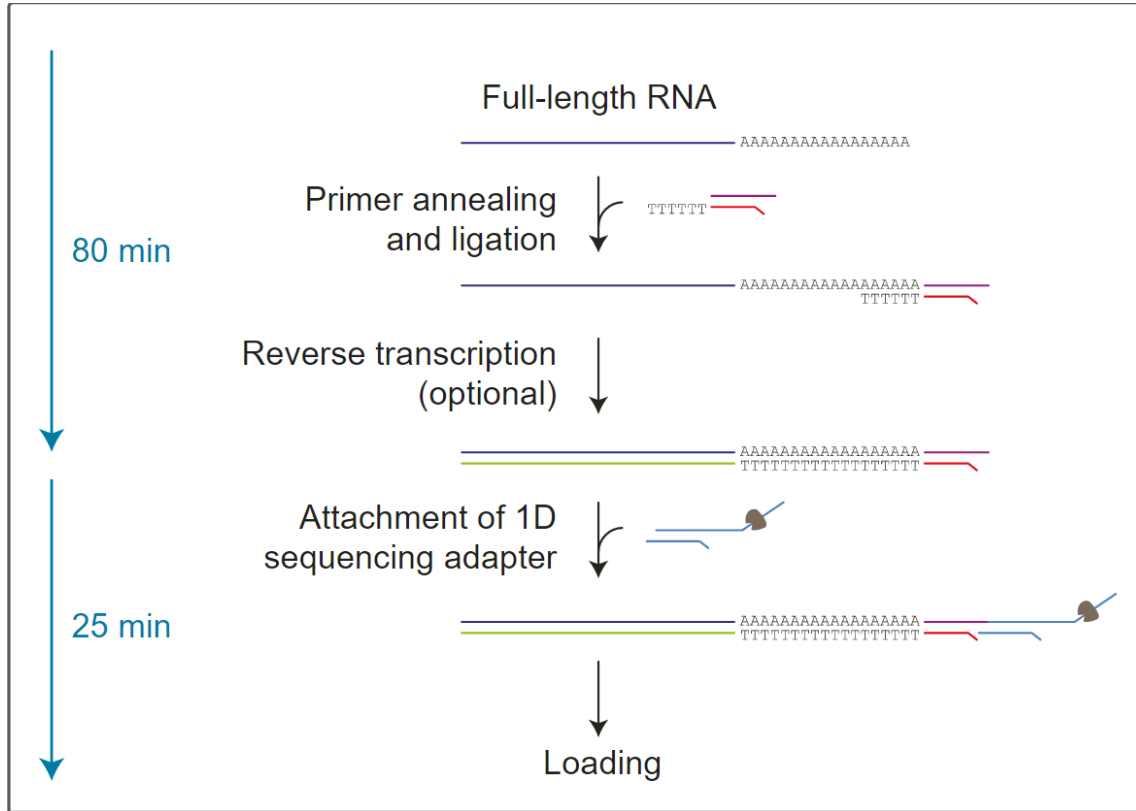 Full-length RNA
AAAAAAAAAAAAAAAAA
Primer annealing
and ligation
TTTTTT
80 min
AAAAAAAAAAAAAAAAAA
TTTTTT
Reverse transcription
(optional)
AAAAAAAAAAAAAAAAAA
TTTTTTTTTTTTTTTTTT
Attachment of 1D
sequencing adapter
25 min
AAAAAAAAAAAAAAAAAA
TTTTTTTTTTTTTTTTTT
Loading